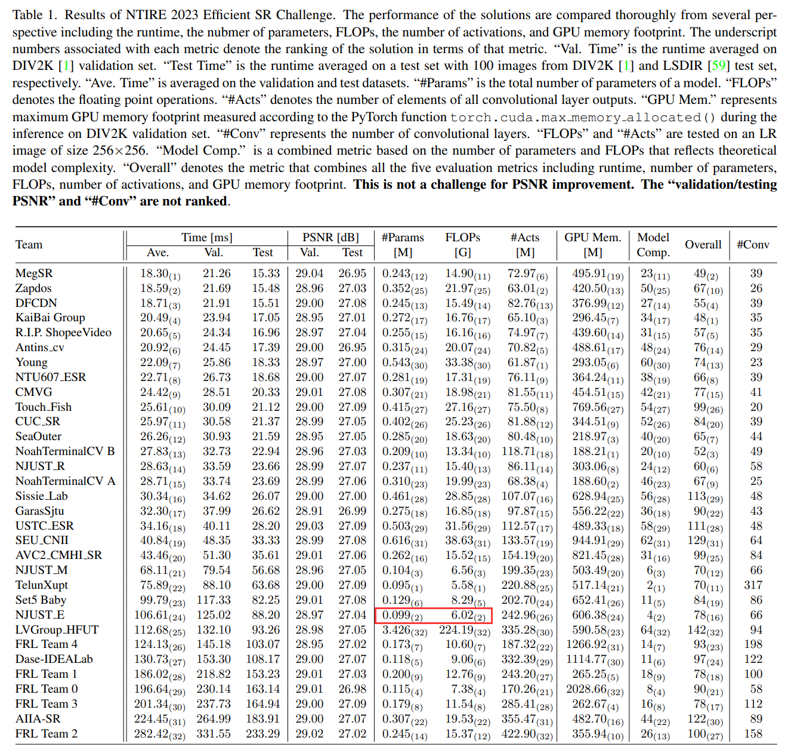 Table 1. Results of NTIRE 2023 Efficient SR Challenge. The performance of the solutions are compared thoroughly from several per-
spective including the runtime, the nubmer of parameters, FLOPs, the number of activations, and GPU memory footprint. The underscript
numbers associated with each metric denote the ranking of the solution in terms of that metric. “Val. Time” is the runtime averaged on
DIV2K [1] validation set. “Test Time” is the runtime averaged on a test set with 100 images from DIV2K [1] and LSDIR [59] test set,
respectively. “Ave. Time” is averaged on the validation and test datasets. “#Params” is the total number of parameters of a model. “FLOPs”
denotes the floating point operations. “#Acts” denotes the number of elements of all convolutional layer outputs. “GPU Mem.” represents
maximum GPU memory footprint measured according to the PyTorch function torch.cuda.max_memory_allocated() during the
inference on DIV2K validation set. “#Conv” represents the number of convolutional layers. “FLOPs” and “#Acts” are tested on an LR
image of size 256×256. “Model Comp.” is a combined metric based on the number of parameters and FLOPs that reflects theoretical
model complexity. “Overall” denotes the metric that combines all the five evaluation metrics including runtime, number of parameters,
FLOPs, number of activations, and GPU memory footprint. This is not a challenge for PSNR improvement. The “validation/testing
PSNR” and “#Conv” are not ranked.
Team Time [ms] PSNR [dB] #Params FLOPs #Acts GPU Mem. Model Overall #Conv
Ave. Val. Test Val. Test [M] [G] [M] [M] Comp.
MegSR 18.30(1) 21.26 15.33 29.04 26.95 0.243(12) 14.90(11) 72.97(6) 495.91(19) 23(11) 49(2) 39
Zapdos 18.59(2) 21.69 15.48 28.96 27.03 0.352(25) 21.97(25) 63.01(2) 420.50(13) 50(25) 67(10) 26
DFCDN 18.71(3) 21.91 15.51 29.00 27.08 0.245(13) 15.49(14) 82.76(13) 376.99(12) 27(14) 55(4) 39
KaiBai Group 20.49(4) 23.94 17.05 28.95 27.01 0.272(17) 16.76(17) 65.10(3) 296.45(7) 34(17) 48(1) 35
R.I.P. ShopeeVideo 20.65(5) 24.34 16.96 28.97 27.04 0.255(15) 16.16(16) 74.97(7) 439.60(14) 31(15) 57(5) 35
Antins_cv 20.92(6) 24.45 17.39 29.00 26.95 0.315(24) 20.07(24) 70.82(5) 488.61(17) 48(24) 76(14) 29
Young 22.09(7) 25.86 18.33 28.97 27.00 0.543(30) 33.38(30) 61.87(1) 293.05(6) 60(30) 74(13) 23
NTU607_ESR 22.71(8) 26.73 18.68 29.00 27.07 0.281(19) 17.31(19) 76.11(9) 364.24(11) 38(19) 66(8) 39
CMVG 24.42(9) 28.51 20.33 29.01 27.08 0.307(21) 18.98(21) 81.55(11) 454.51(15) 42(21) 77(15) 41
Touch_Fish 25.61(10) 30.09 21.12 29.00 27.09 0.415(27) 27.16(27) 75.50(8) 769.56(27) 54(27) 99(26) 20
CUC_SR 25.97(11) 30.58 21.37 28.99 27.05 0.402(26) 25.23(26) 81.88(12) 344.51(9) 52(26) 84(20) 39
SeaOuter 26.26(12) 30.93 21.59 28.95 27.05 0.285(20) 18.63(20) 80.48(10) 218.97(3) 40(20) 65(7) 44
NoahTerminalCV B 27.83(13) 32.73 22.94 28.96 27.03 0.209(10) 13.34(10) 118.71(18) 188.21(1) 20(10) 52(3) 49
NJUST_R 28.63(14) 33.59 23.66 28.99 27.07 0.237(11) 15.40(13) 86.11(14) 303.06(8) 24(12) 60(6) 58
NoahTerminalCV A 28.71(15) 33.74 23.69 28.96 27.06 0.310(23) 19.99(23) 68.38(4) 188.60(2) 46(23) 67(9) 25
Sissie_Lab 30.34(16) 34.62 26.07 29.00 27.00 0.461(28) 28.85(28) 107.07(16) 628.94(25) 56(28) 113(29) 48
GarasSjtu 32.30(17) 37.99 26.62 28.91 26.99 0.275(18) 16.85(18) 97.87(15) 556.22(22) 36(18) 90(22) 43
USTC_ESR 34.16(18) 40.11 28.20 29.03 27.09 0.503(29) 31.56(29) 112.57(17) 489.33(18) 58(29) 111(28) 48
SEU_CNII 40.84(19) 48.35 33.33 28.99 27.08 0.616(31) 38.63(31) 133.57(19) 944.91(29) 62(31) 129(31) 64
AVC2_CMHI_SR 43.46(20) 51.30 35.61 29.01 27.06 0.262(16) 15.52(15) 154.19(20) 821.45(28) 31(16) 99(25) 84
NJUST_M 68.11(21) 79.54 56.68 28.96 27.05 0.104(3) 6.56(3) 199.35(23) 503.49(20) 6(3) 70(12) 66
TelunXupt 75.89(22) 88.10 63.68 29.00 27.09 0.095(1) 5.58(1) 220.88(25) 517.14(21) 2(1) 70(11) 317
Set5 Baby 99.79(23) 117.33 82.25 29.01 27.08 0.129(6) 8.29(5) 202.70(24) 652.41(26) 11(5) 84(19) 86
NJUST_E 106.61(24) 125.02 88.20 28.97 27.04 0.099(2) 6.02(2) 242.96(26) 606.38(24) 4(2) 78(16) 66
LVGroup_HFUT 112.68(25) 132.10 93.26 28.98 27.05 3.426(32) 224.19(32) 335.28(30) 590.58(23) 64(32) 142(32) 94
FRL Team 4 124.13(26) 145.18 103.07 28.95 27.02 0.173(7) 10.60(7) 187.32(22) 1266.92(31) 14(7) 93(23) 198
Dase-IDEALab 130.73(27) 153.30 108.17 29.00 27.07 0.118(5) 9.06(6) 332.39(29) 1114.77(30) 11(6) 97(24) 122
FRL Team 1 186.02(28) 218.82 153.23 29.01 27.03 0.200(9) 12.76(9) 243.20(27) 265.25(5) 18(9) 78(18) 100
FRL Team 0 196.64(29) 230.14 163.14 29.01 26.98 0.115(4) 7.38(4) 170.26(21) 2028.66(32) 8(4) 90(21) 58
FRL Team 3 201.34(30) 237.73 164.94 29.00 27.03 0.179(8) 11.54(8) 285.41(28) 262.67(4) 16(8) 78(17) 112
AIIA-SR 224.45(31) 264.99 183.91 29.00 27.07 0.307(22) 19.53(22) 355.47(31) 482.70(16) 44(22) 122(30) 89
FRL Team 2 282.42(32) 331.55 233.29 29.02 27.02 0.245(14) 15.37(12) 422.90(32) 355.94(10) 26(13) 100(27) 158